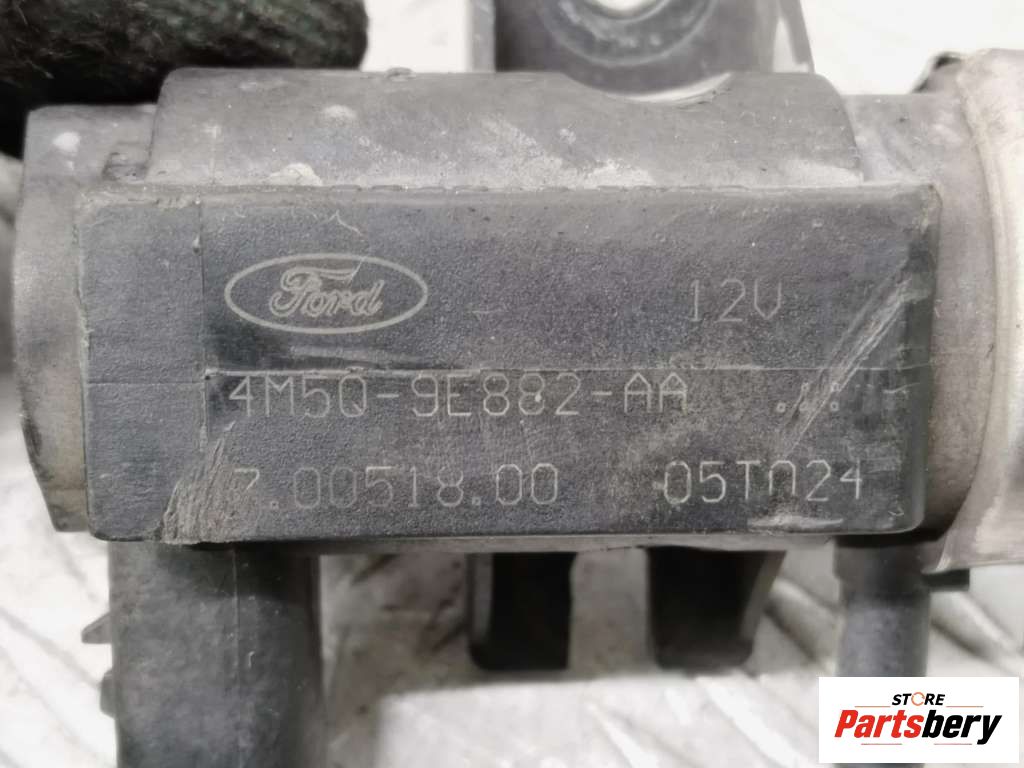 Ford 12V
4M5Q-9E882-AA ...
7.00518.00 05T024
STORE
Partsbery